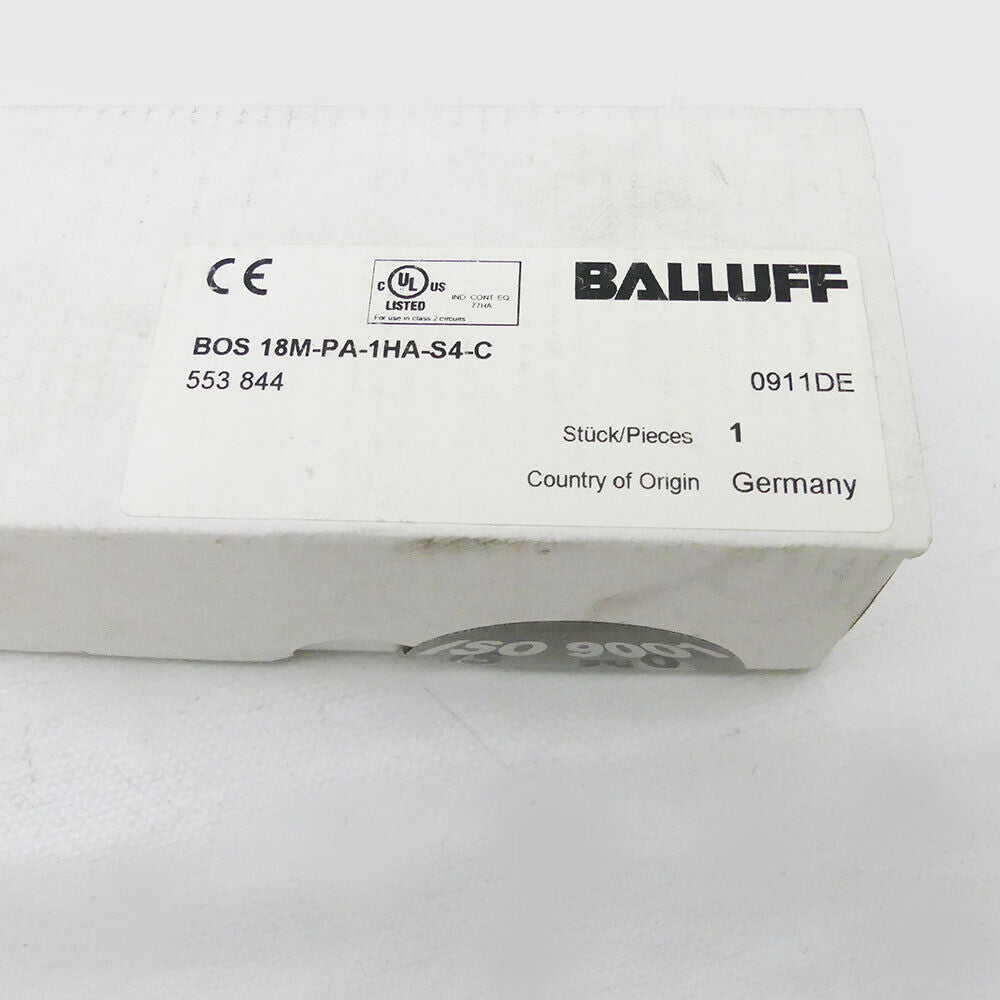 CE
BALLUFF
C UL US
LISTED
IND CONT EQ
77HA
For use in class 2 circuits
BOS 18M-PA-1HA-S4-C
553 844
0911DE
Stück/Pieces 1
Country of Origin Germany
ISO 9001